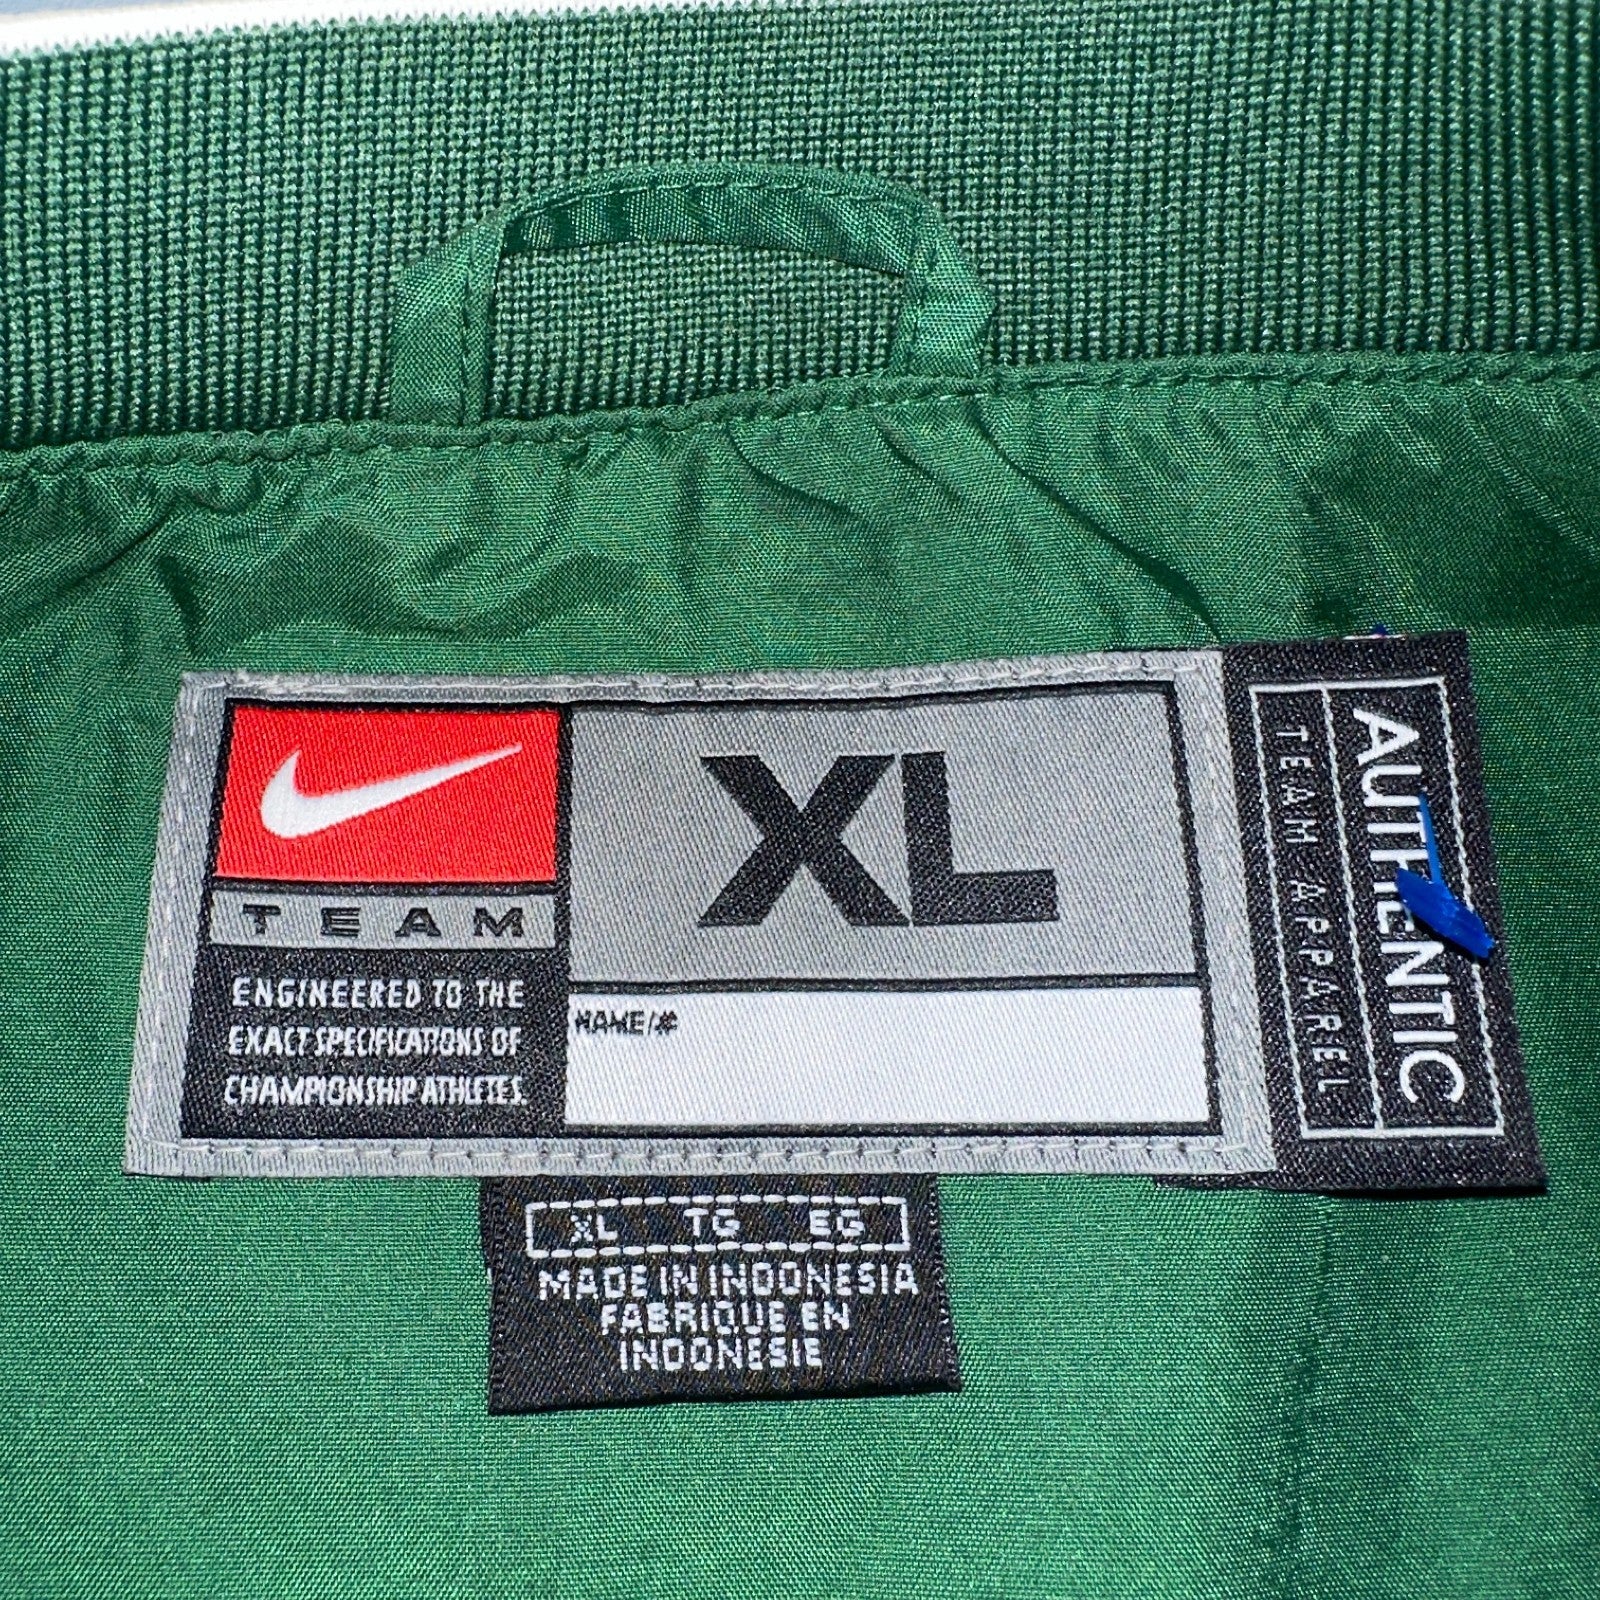 TEAM
ENGINEERED TO THE
EXACT SPECIFICATIONS OF
CHAMPIONSHIP ATHLETES.
XL
NAME/#
AUTHENTIC
TEAM APPAREL
XL TG EG
MADE IN INDONESIA
FABRIQUE EN
INDONESIE